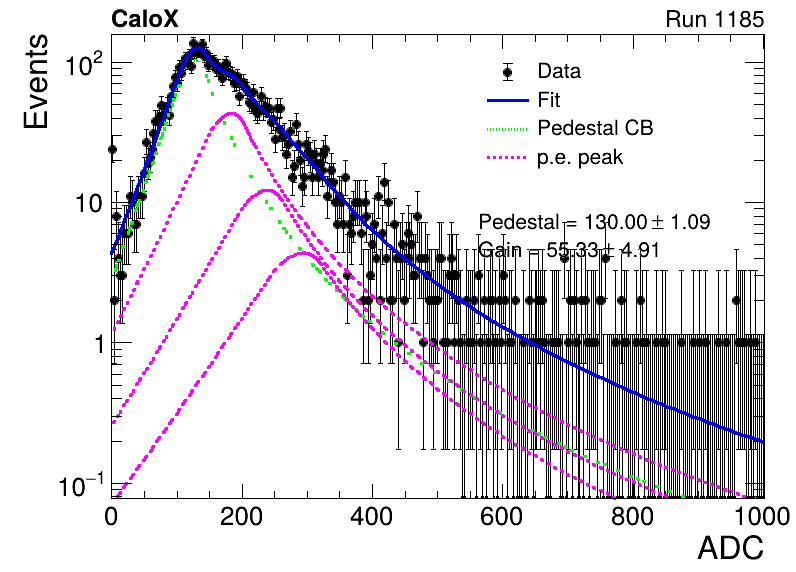 CaloX Run 1185
Events
10²
10
1
10⁻¹
Data
Fit
Pedestal CB
p.e. peak
Pedestal = 130.00 ± 1.09
Gain = 55.33 ± 4.91
0 200 400 600 800 1000
ADC